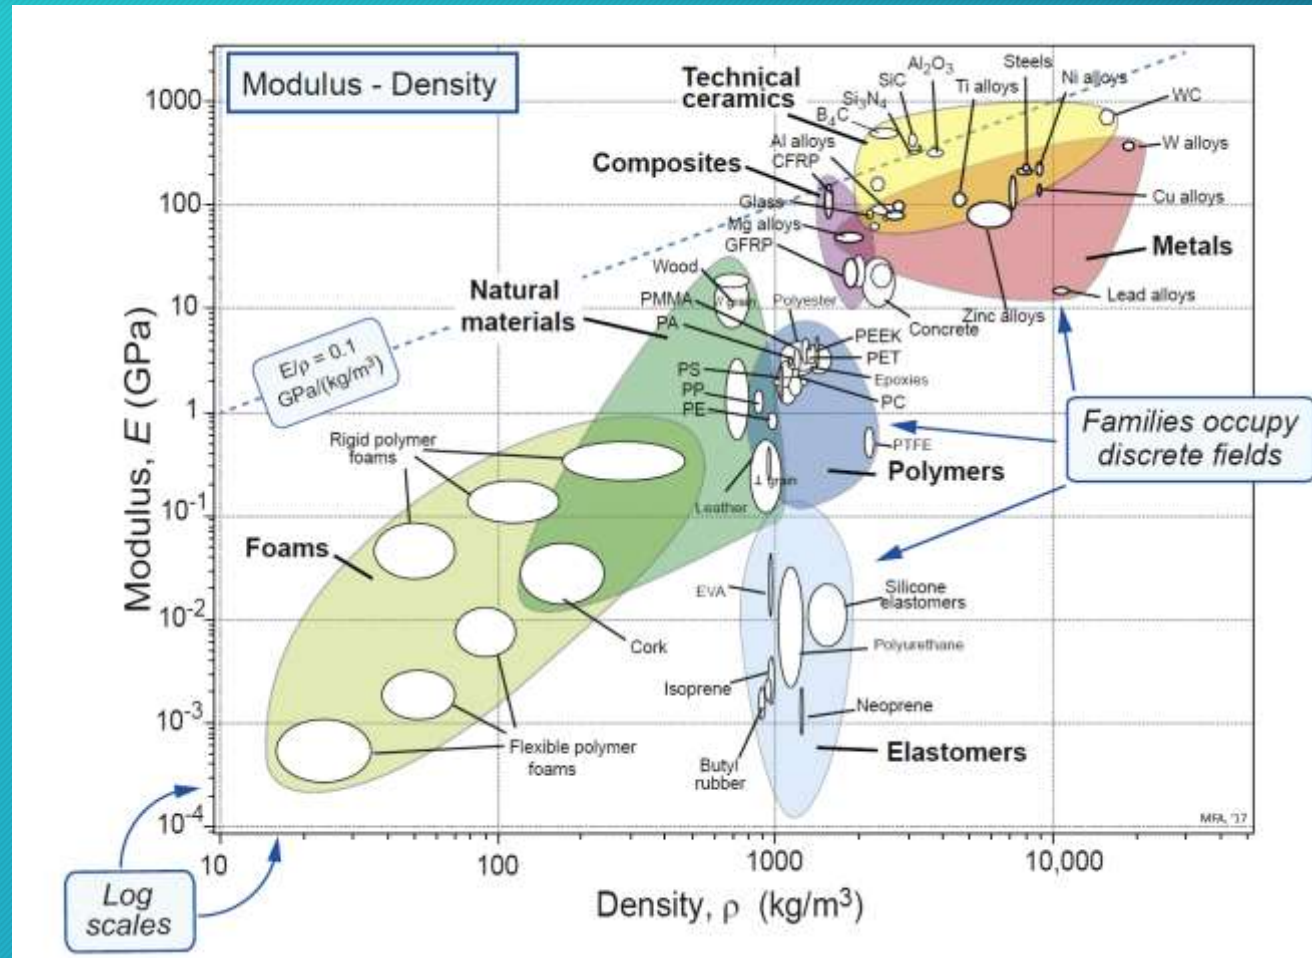 Modulus - Density
Technical
ceramics
Al₂O₃
SiC
Si₃N₄
B₄C
Steels
Ti alloys
Ni alloys
WC
W alloys
Al alloys
CFRP
Composites
Glass
Mg alloys
GFRP
Cu alloys
Metals
Lead alloys
Zinc alloys
Concrete
Wood
// grain
Natural
materials
PMMA
PA
Polyester
PEEK
PET
Epoxies
PC
PS
PP
PE
PTFE
Polymers
Leather
⊥ grain
E/ρ = 0.1
GPa/(kg/m³)
Rigid polymer
foams
Foams
Cork
Flexible polymer
foams
EVA
Silicone
elastomers
Polyurethane
Isoprene
Neoprene
Butyl
rubber
Elastomers
Families occupy
discrete fields
Log
scales
MFA, '17
Modulus, E (GPa)
1000
100
10
1
10⁻¹
10⁻²
10⁻³
10⁻⁴
10
100
1000
10,000
Density, ρ (kg/m³)